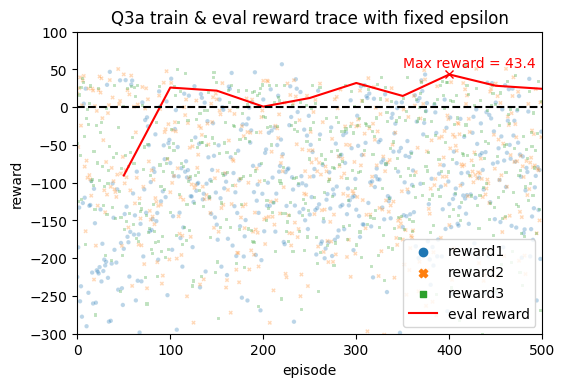 Q3a train & eval reward trace with fixed epsilon
100
50
0
−50
−100
−150
−200
−250
−300
reward
Max reward = 43.4
reward1
reward2
reward3
eval reward
0
100
200
300
400
500
episode